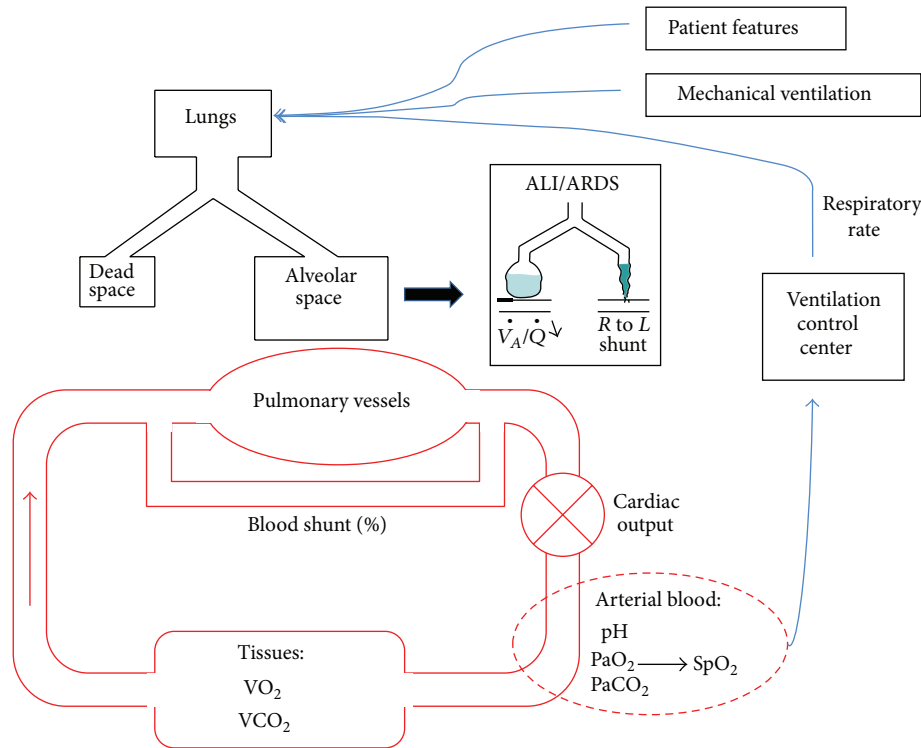 Patient features
Mechanical ventilation
Lungs
ALI/ARDS
Respiratory
rate
Dead
space
Alveolar
space
V̇_A/Q̇ ↘
R to L
shunt
Ventilation
control
center
Pulmonary vessels
Blood shunt (%)
Cardiac
output
Arterial blood:
pH
PaO₂ → SpO₂
PaCO₂
Tissues:
VO₂
VCO₂